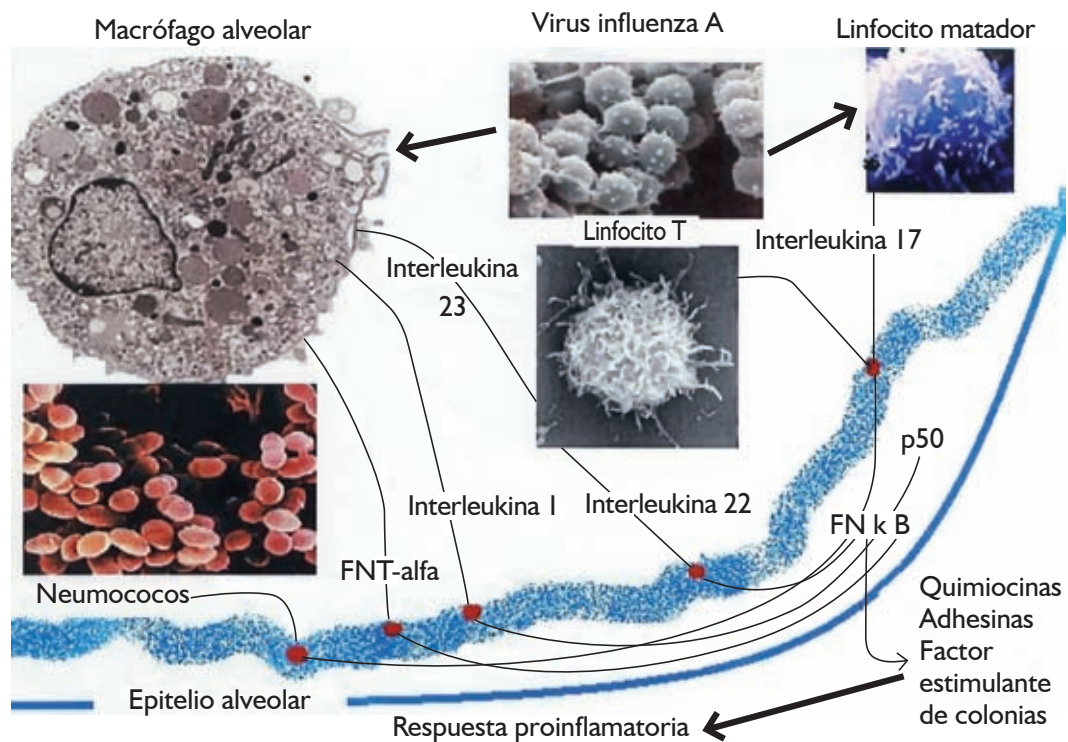 Macrófago alveolar
Virus influenza A
Linfocito matador
Linfocito T
Interleukina 17
Interleukina
23
p50
Interleukina 1
Interleukina 22
FN k B
FNT-alfa
Neumococos
Quimiocinas
Adhesinas
Factor
estimulante
de colonias
Epitelio alveolar
Respuesta proinflamatoria